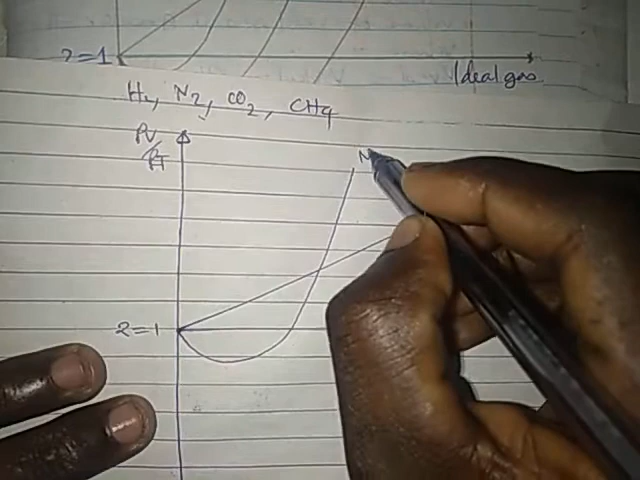 z=1
Ideal gas
H₂, N₂, CO₂, CH₄
PV
RT
z=1
N